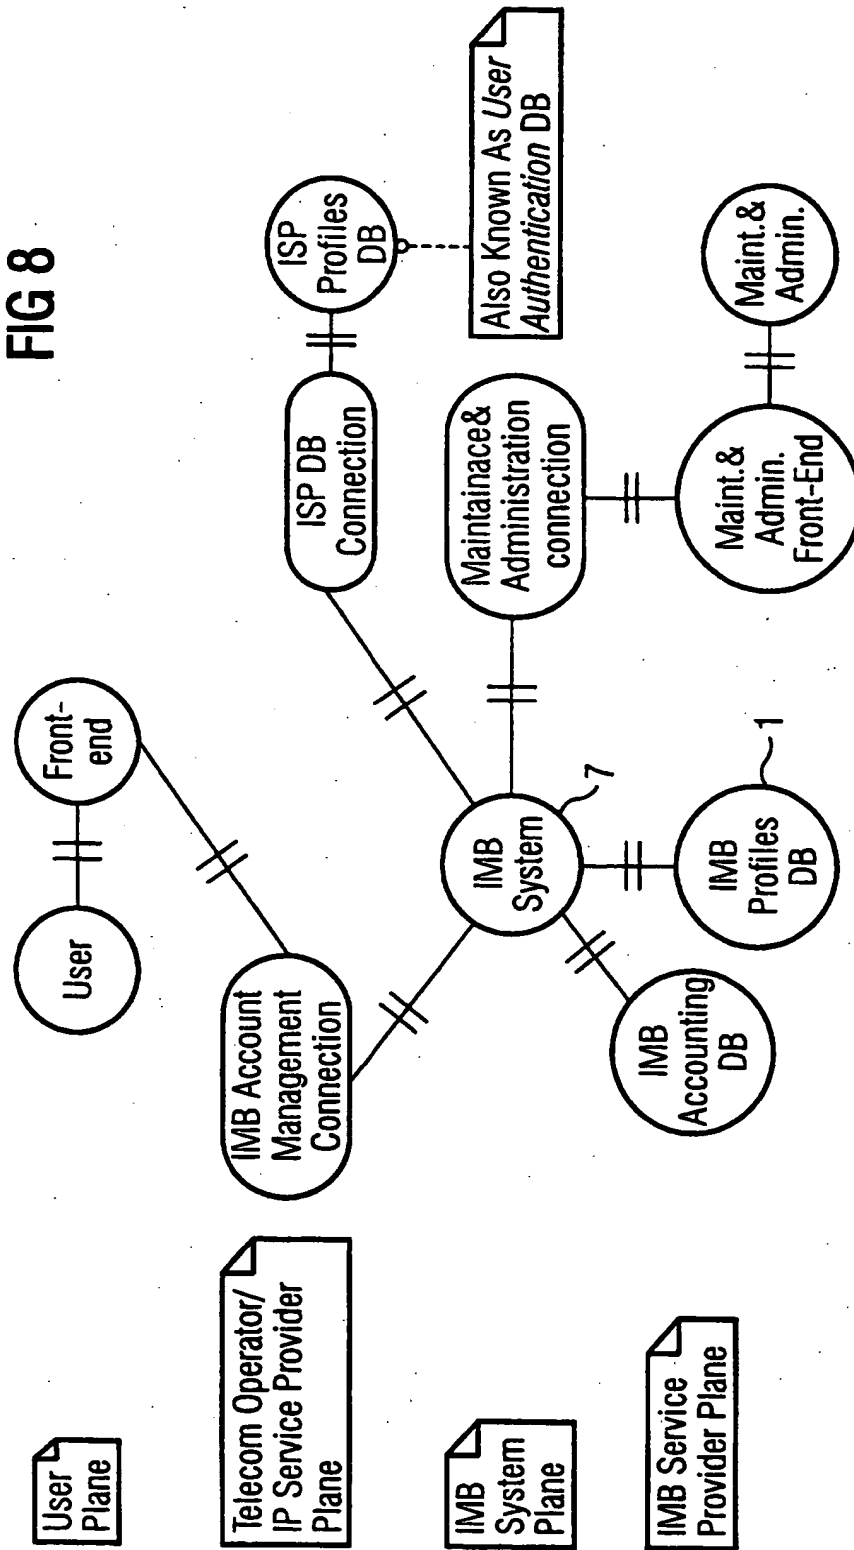 FIG 8
User
Plane
User
Front-
end
Telecom Operator/
IP Service Provider
Plane
IMB Account
Management
Connection
ISP DB
Connection
ISP
Profiles
DB
Also Known As User
Authentication DB
IMB
System
Plane
IMB
System
7
Maintainace&
Administration
connection
IMB Service
Provider Plane
IMB
Accounting
DB
IMB
Profiles
DB
1
Maint.&
Admin.
Front-End
Maint.&
Admin.